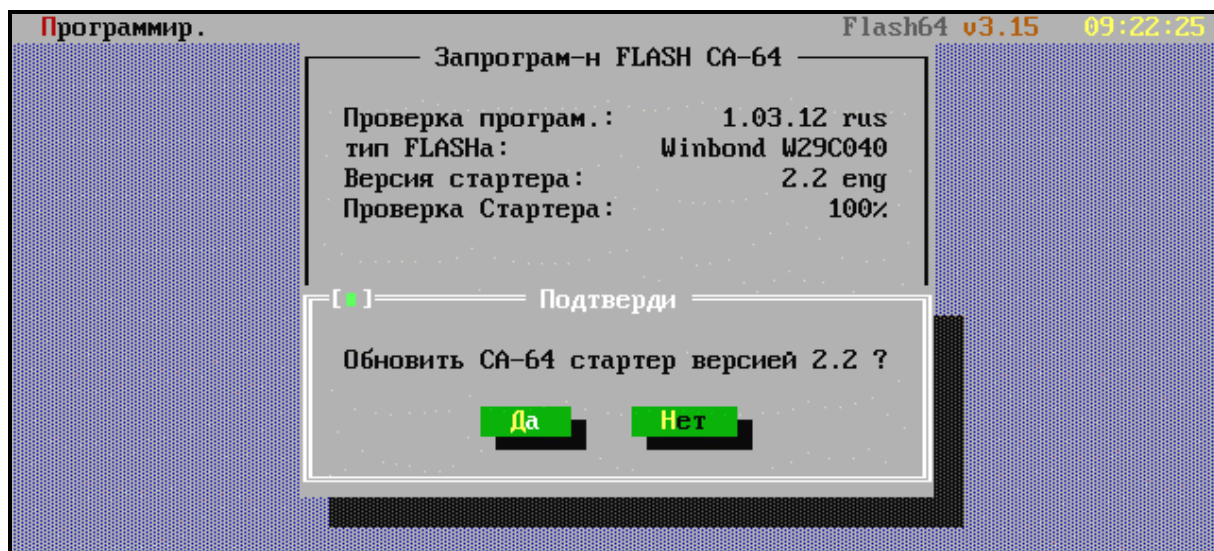 Программир. Flash64 v3.15 09:22:25
Запрограм-н FLASH CA-64
Проверка програм.: 1.03.12 rus
тип FLASHа: Winbond W29C040
Версия стартера: 2.2 eng
Проверка Стартера: 100%
[■] Подтверди
Обновить CA-64 стартер версией 2.2 ?
Да Нет